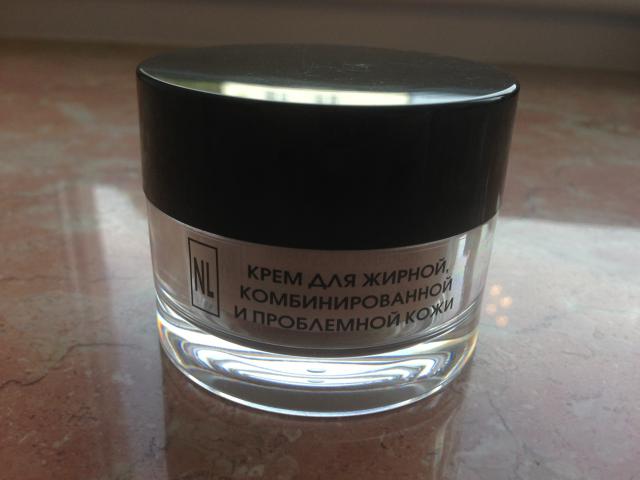 NL
КРЕМ ДЛЯ ЖИРНОЙ,
КОМБИНИРОВАННОЙ
И ПРОБЛЕМНОЙ КОЖИ